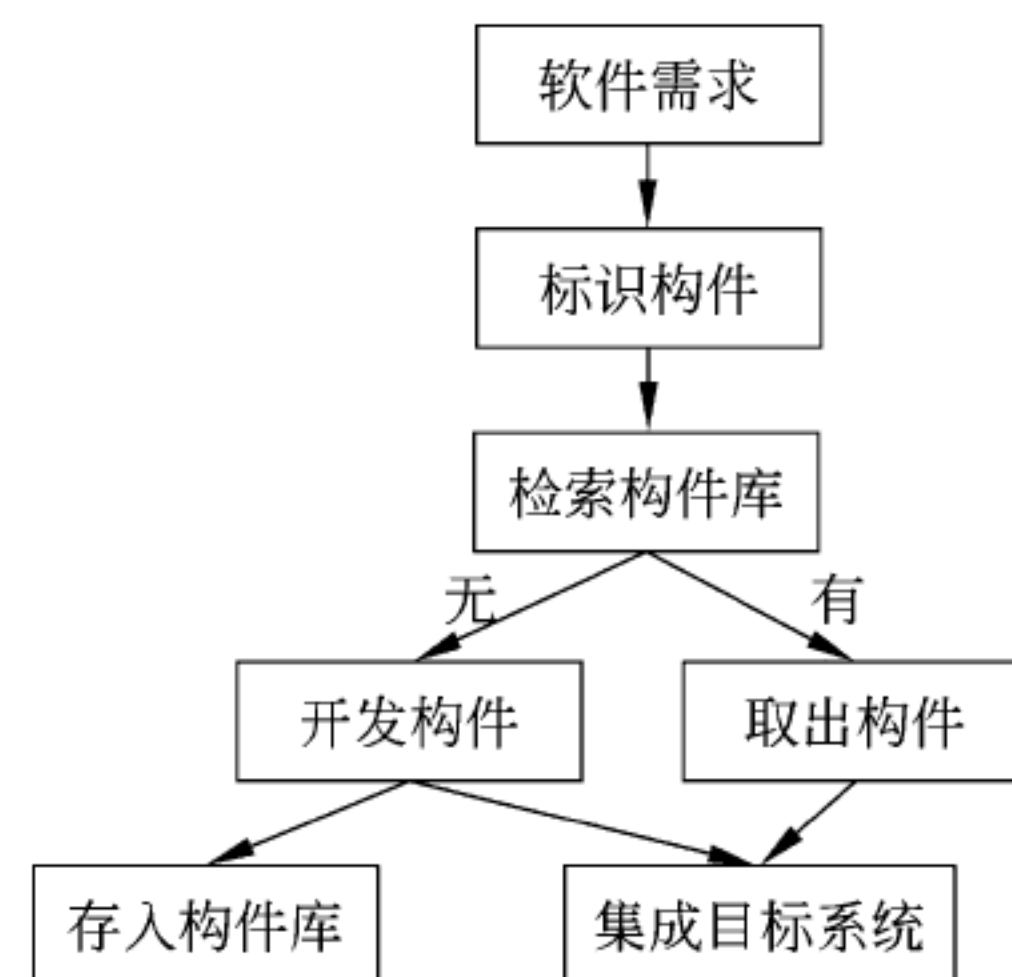 软件需求
标识构件
检索构件库
无
有
开发构件
取出构件
存入构件库
集成目标系统